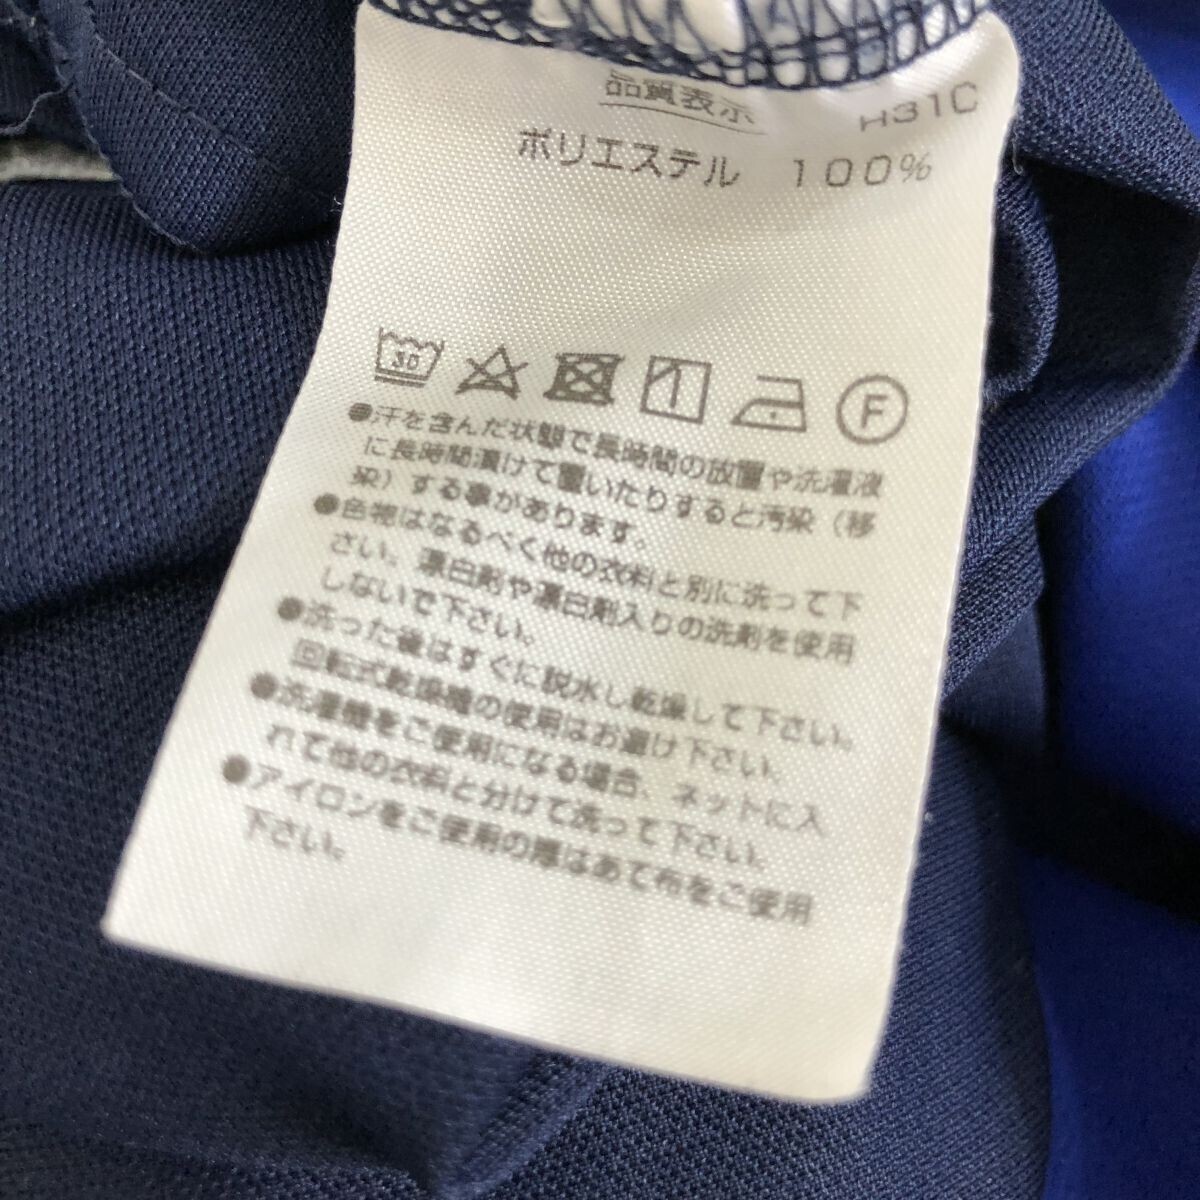 品質表示 H31C
ポリエステル 100%
30 F
●汗を含んだ状態で長時間の放置や洗濯液
に長時間漬けて置いたりすると汚染（移
染）する事があります。
●色物はなるべく他の衣料と別に洗って下
さい。漂白剤や漂白剤入りの洗剤を使用
しないで下さい。
●洗った後はすぐに脱水し乾燥して下さい。
回転式乾燥機の使用はお避け下さい。
●洗濯機をご使用になる場合、ネットに入
れて他の衣料と分けて洗って下さい。
●アイロンをご使用の際はあて布をご使用
下さい。